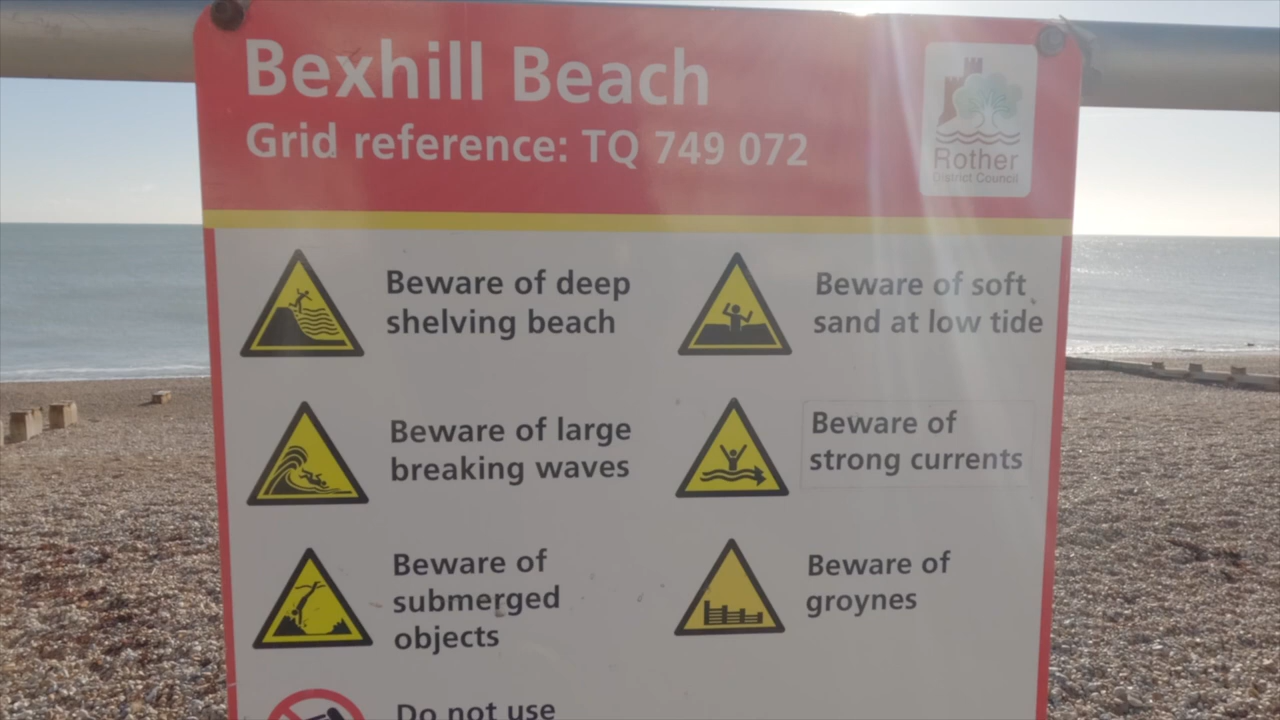 Bexhill Beach
Grid reference: TQ 749 072
Rother
District Council
Beware of deep
shelving beach
Beware of soft
sand at low tide
Beware of large
breaking waves
Beware of
strong currents
Beware of
submerged
objects
Beware of
groynes
Do not use